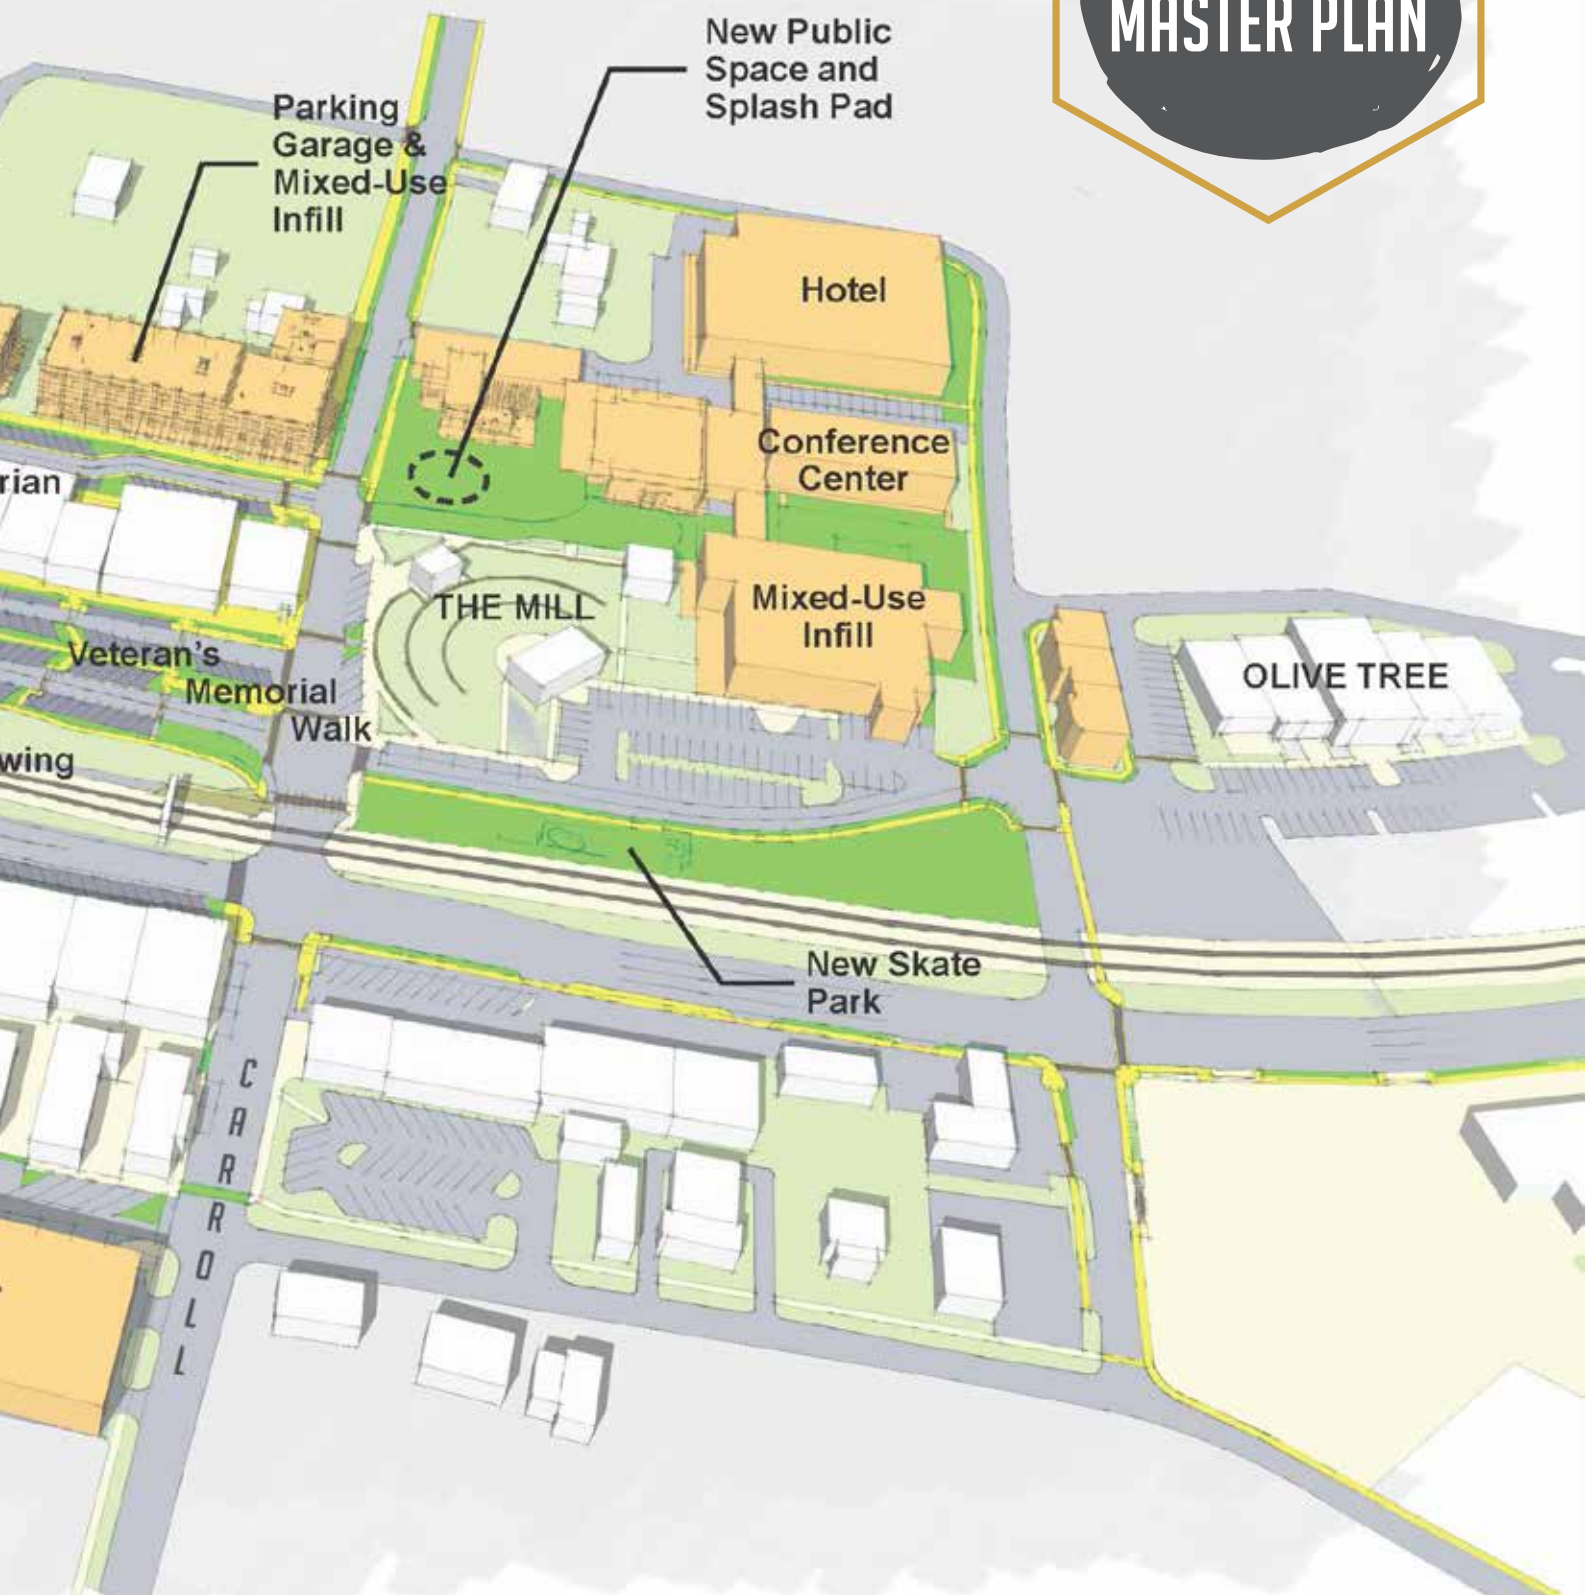 MASTER PLAN
New Public
Space and
Splash Pad
Parking
Garage &
Mixed-Use
Infill
Hotel
Conference
Center
rian
THE MILL
Mixed-Use
Infill
Veteran's
Memorial
Walk
OLIVE TREE
wing
New Skate
Park
CARROLL